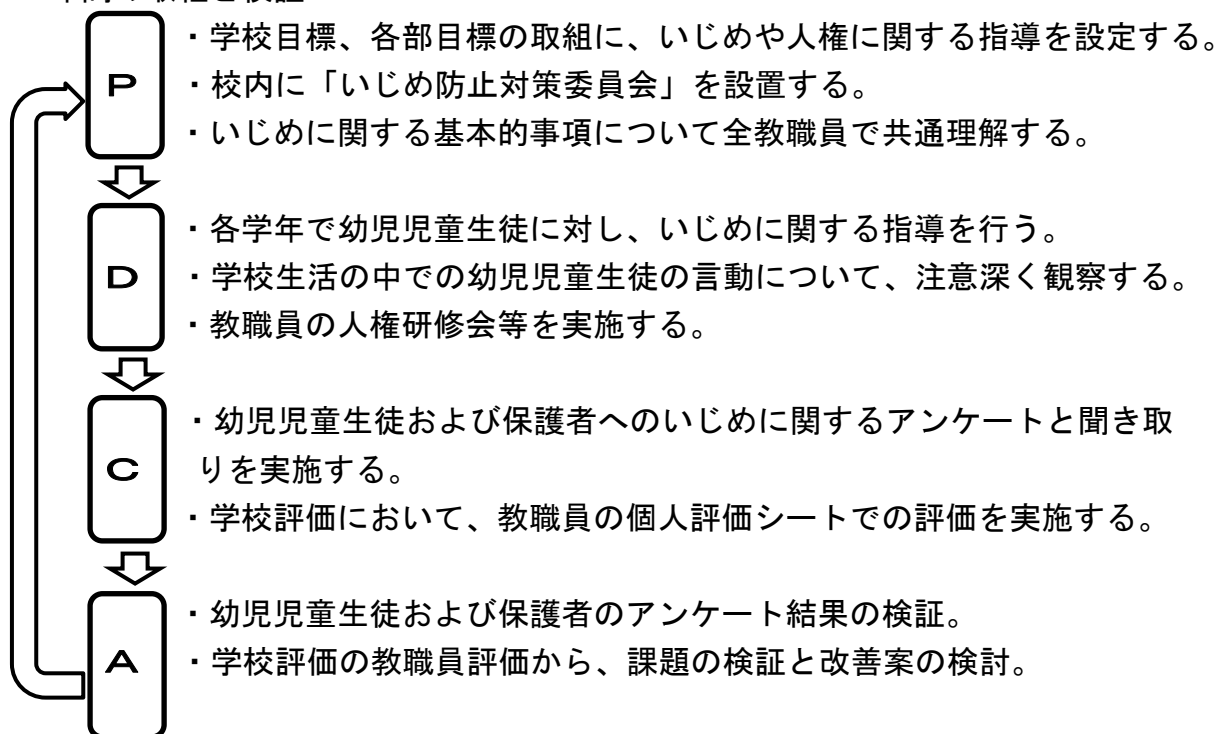 ・学校目標、各部目標の取組に、いじめや人権に関する指導を設定する。
P
・校内に「いじめ防止対策委員会」を設置する。
・いじめに関する基本的事項について全教職員で共通理解する。
・各学年で幼児児童生徒に対し、いじめに関する指導を行う。
D
・学校生活の中での幼児児童生徒の言動について、注意深く観察する。
・教職員の人権研修会等を実施する。
・幼児児童生徒および保護者へのいじめに関するアンケートと聞き取
C
りを実施する。
・学校評価において、教職員の個人評価シートでの評価を実施する。
・幼児児童生徒および保護者のアンケート結果の検証。
A
・学校評価の教職員評価から、課題の検証と改善案の検討。